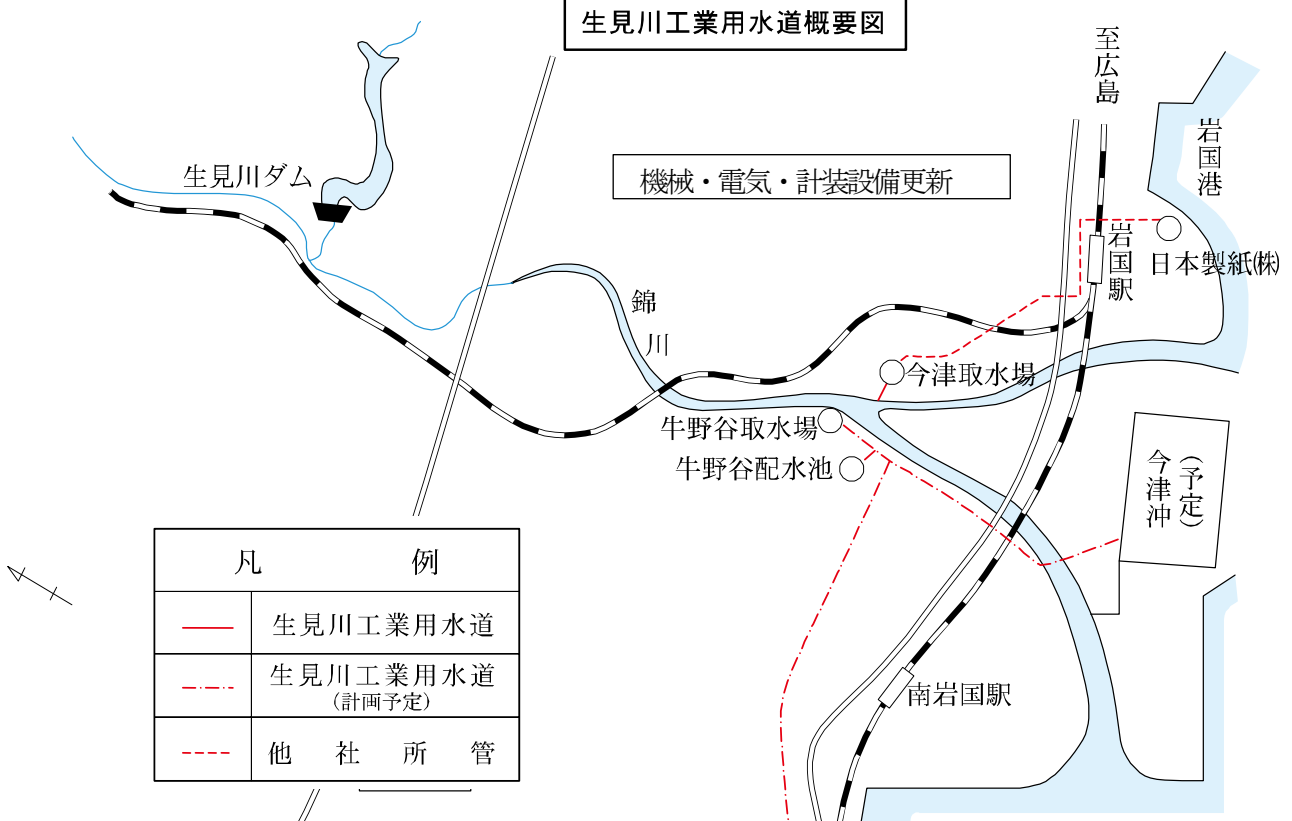 生見川工業用水道概要図
至広島
岩国港
生見川ダム
機械・電気・計装設備更新
岩国駅
日本製紙㈱
錦川
今津取水場
牛野谷取水場
牛野谷配水池
今津沖
(予定)
凡例
生見川工業用水道
生見川工業用水道
(計画予定)
他社所管
南岩国駅